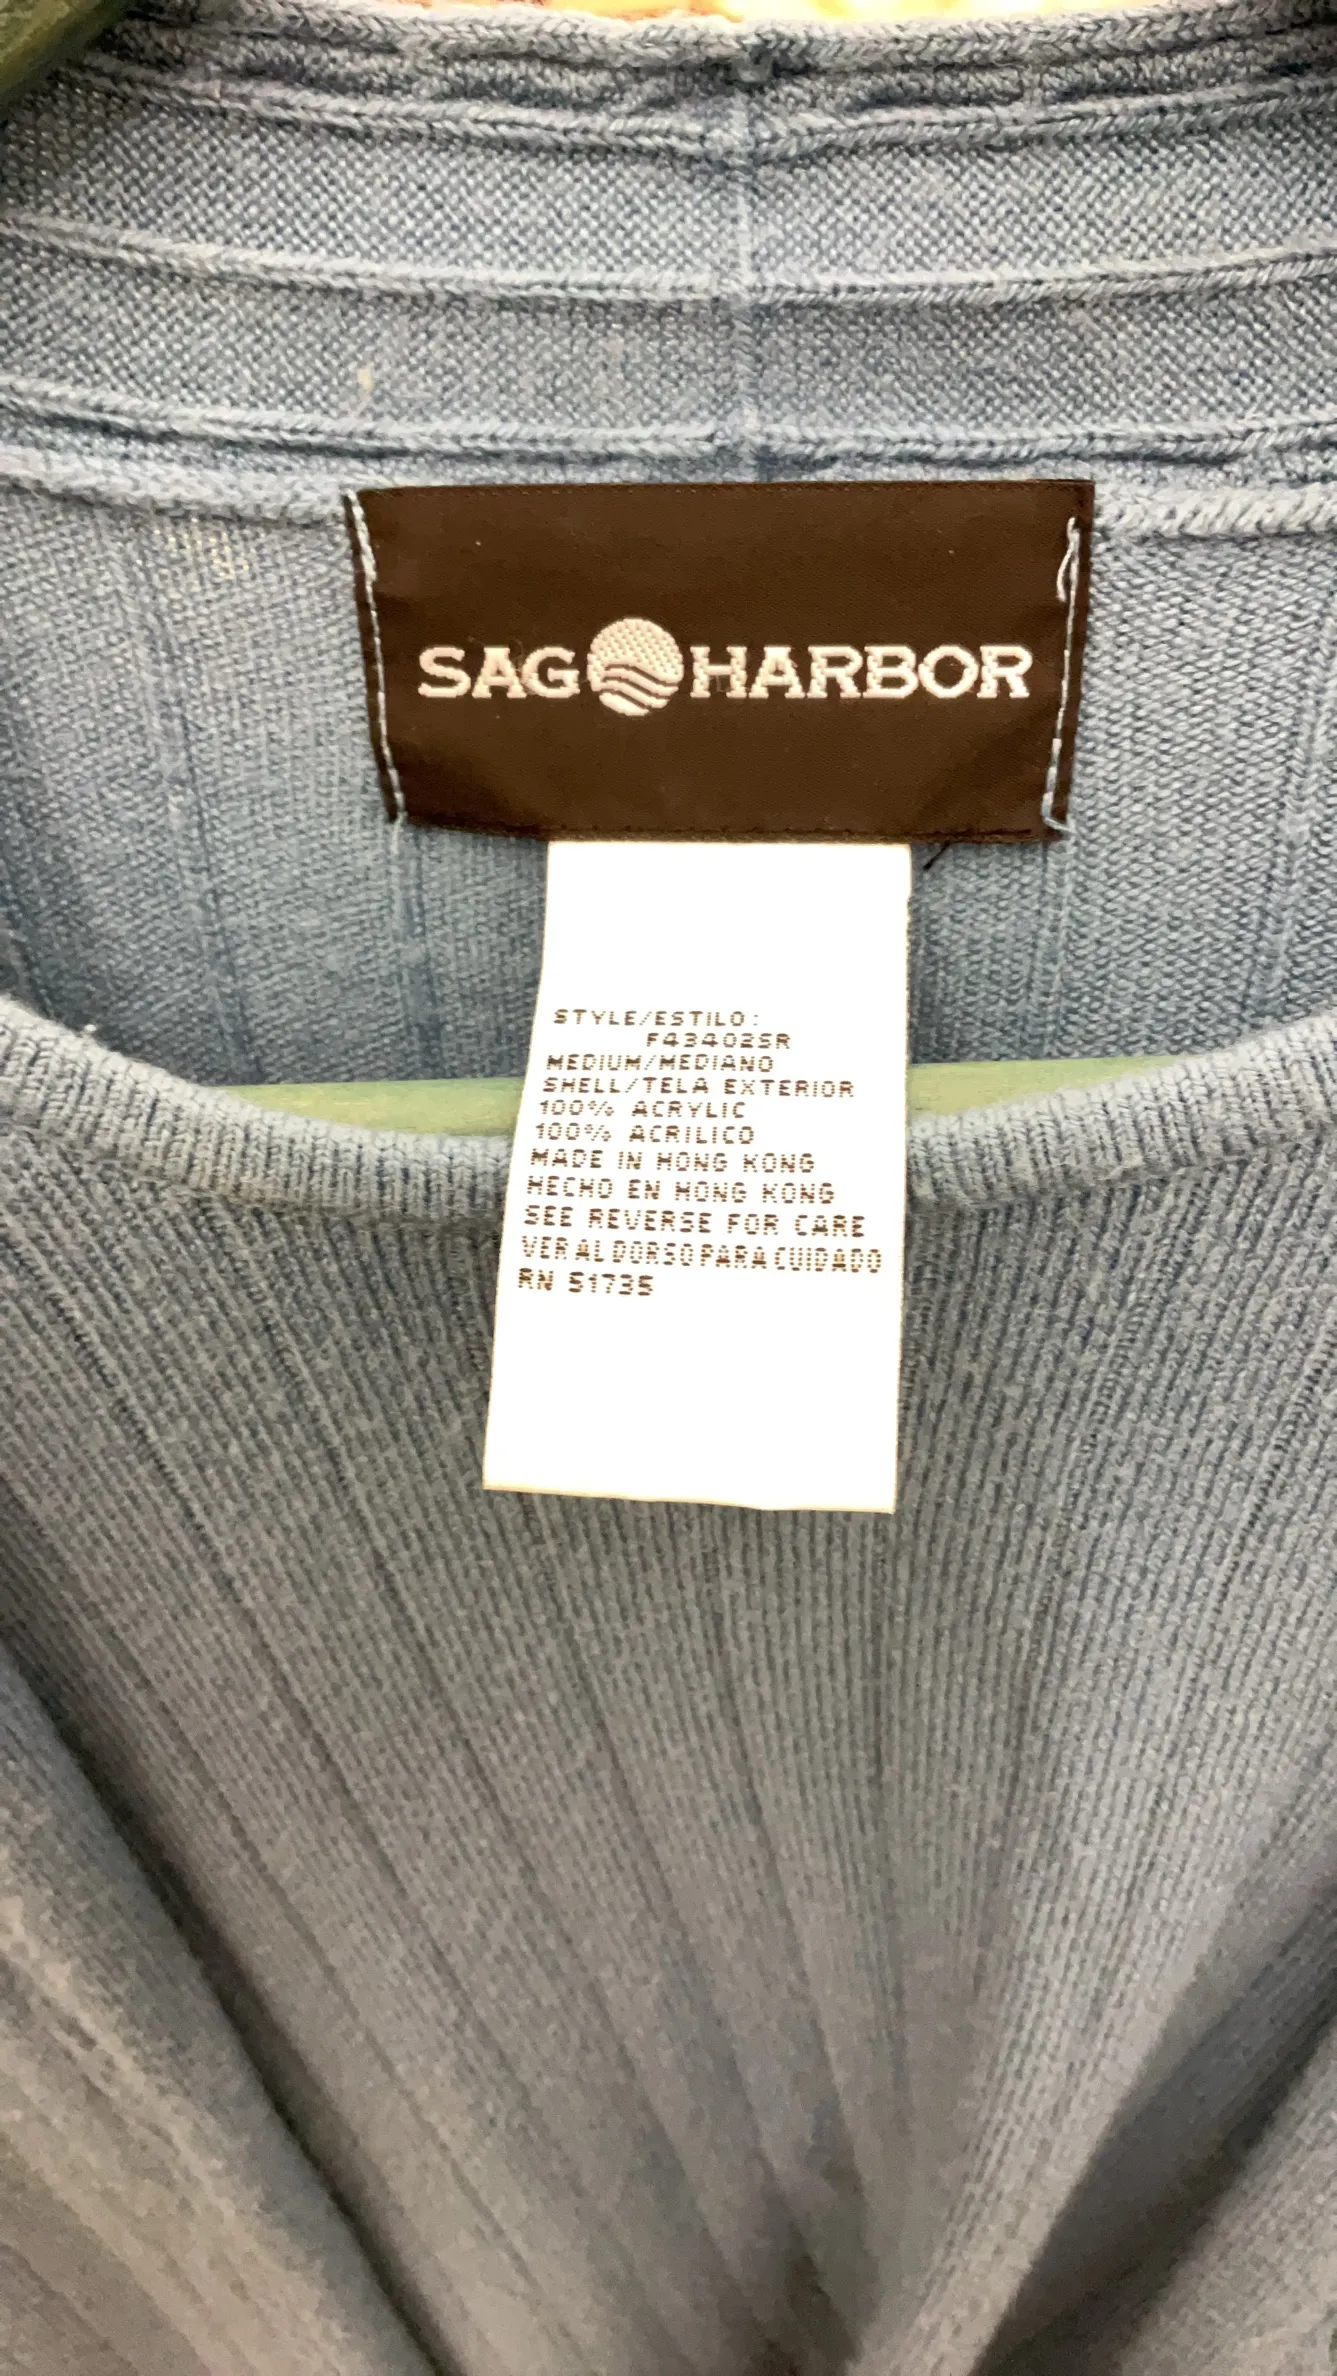 SAG HARBOR
STYLE/ESTILO:
F43402SR
MEDIUM/MEDIANO
SHELL/TELA EXTERIOR
100% ACRYLIC
100% ACRILICO
MADE IN HONG KONG
HECHO EN HONG KONG
SEE REVERSE FOR CARE
VER AL DORSO PARA CUIDADO
RN 51735